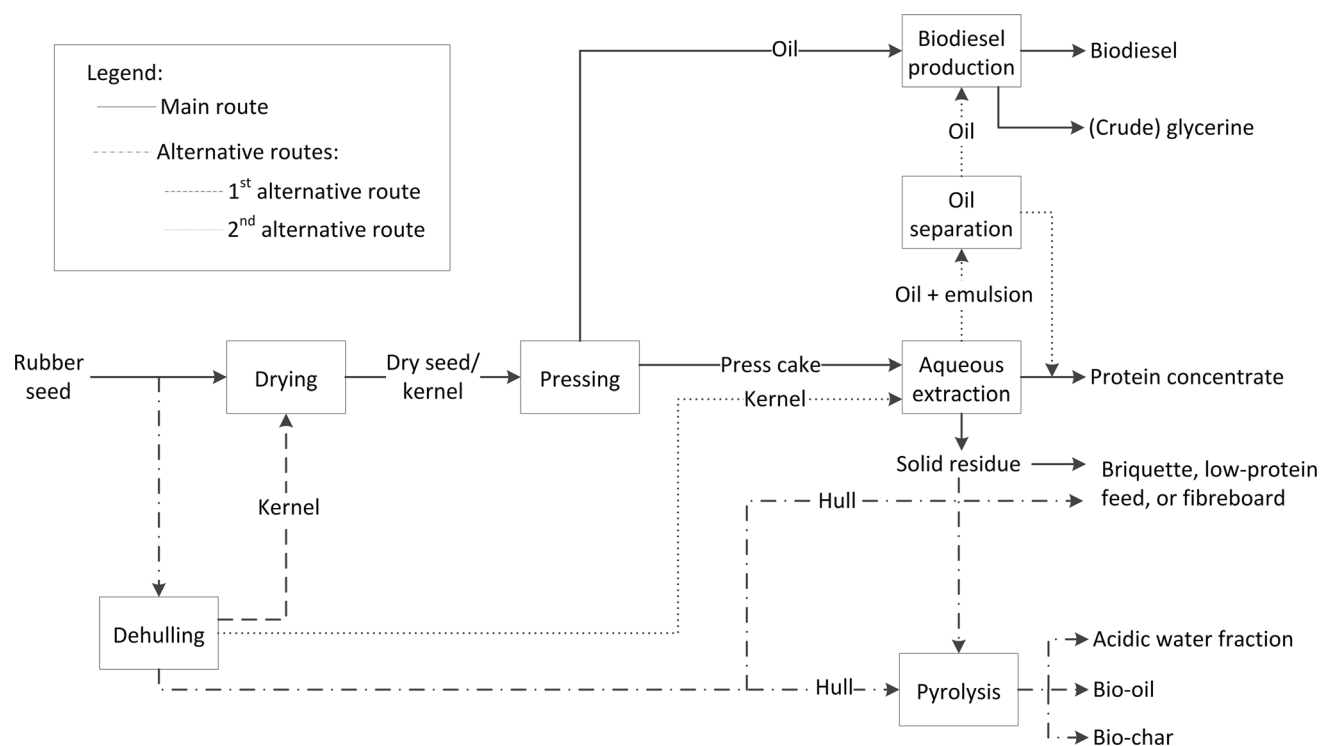 Legend:
Main route
Alternative routes:
1st alternative route
2nd alternative route
Oil
Biodiesel
production
Biodiesel
(Crude) glycerine
Oil
Oil
separation
Oil + emulsion
Rubber
seed
Drying
Dry seed/
kernel
Pressing
Press cake
Kernel
Aqueous
extraction
Protein concentrate
Solid residue
Briquette, low-protein
feed, or fibreboard
Hull
Kernel
Dehulling
Hull
Pyrolysis
Acidic water fraction
Bio-oil
Bio-char